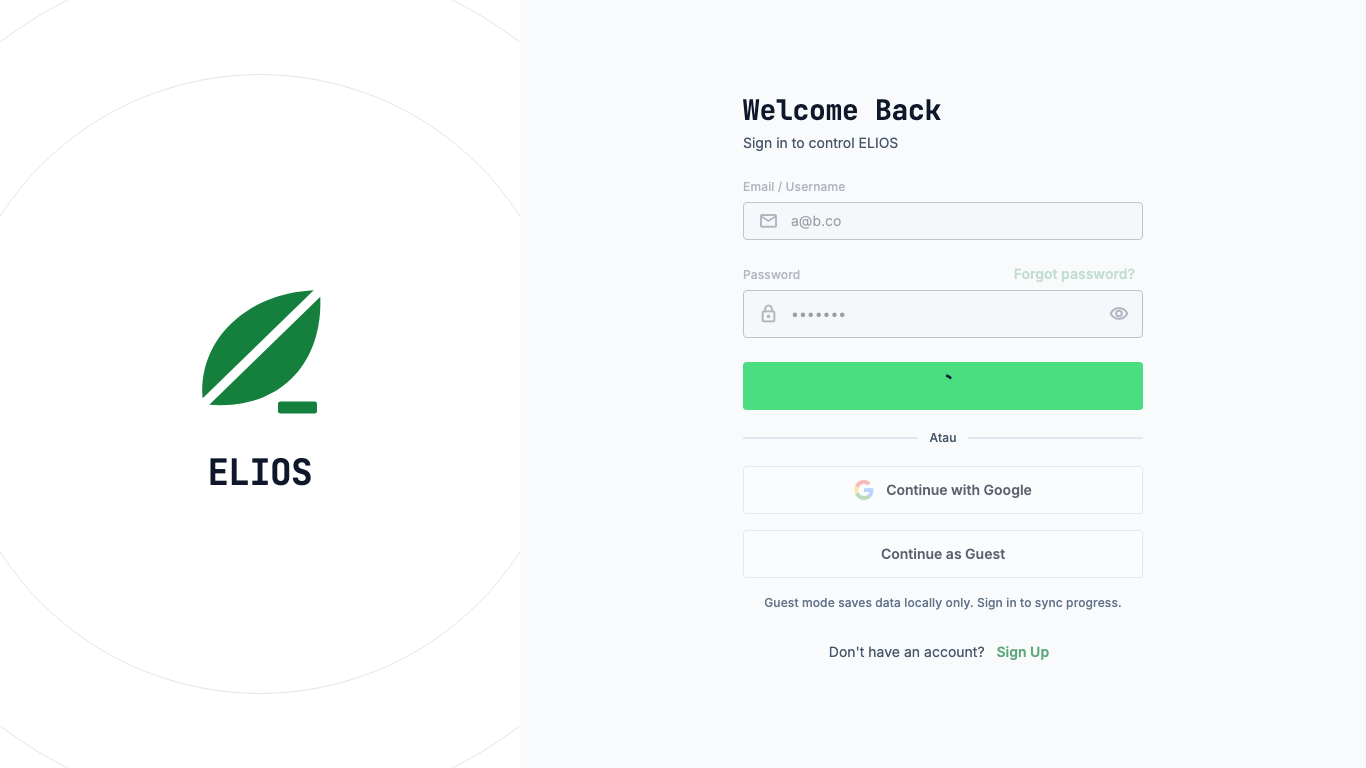 ELIOS
Welcome Back
Sign in to control ELIOS
Email / Username
a@b.co
Password
Forgot password?
•••••••
Atau
Continue with Google
Continue as Guest
Guest mode saves data locally only. Sign in to sync progress.
Don't have an account? Sign Up